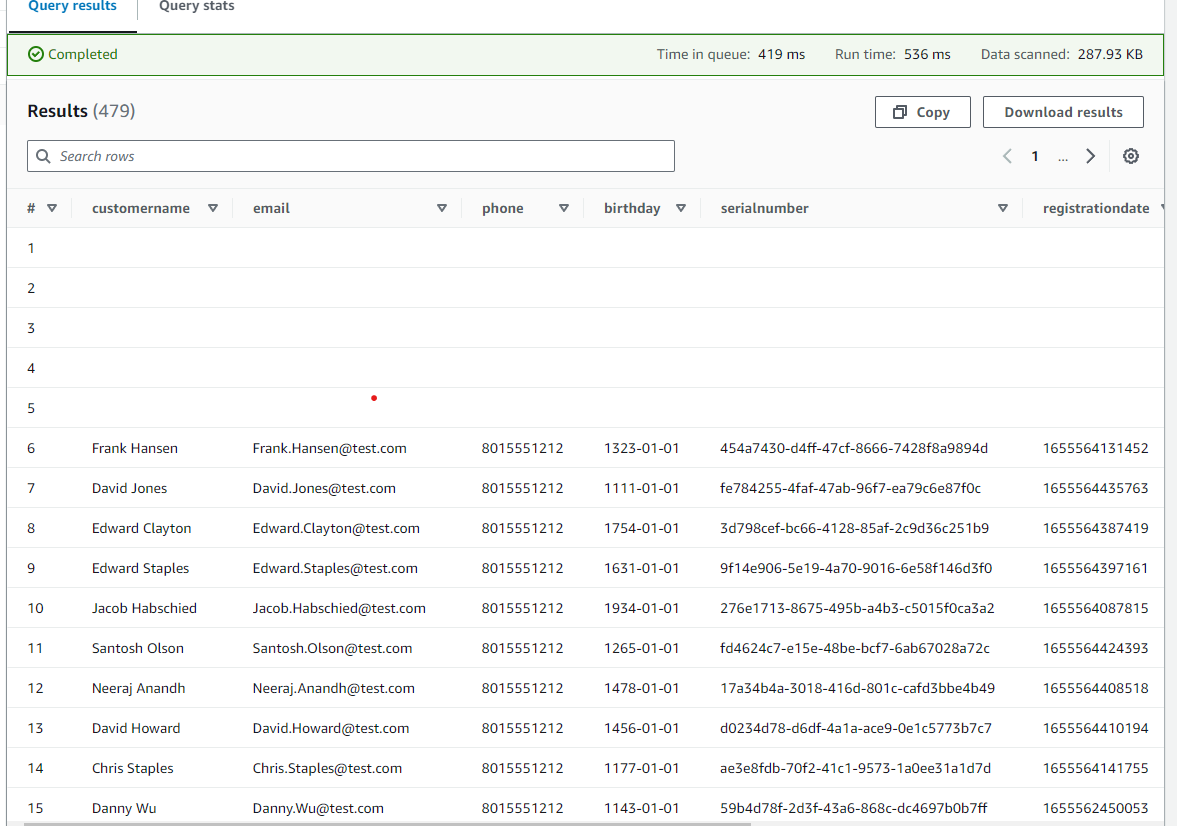 Query results Query stats
Completed Time in queue: 419 ms Run time: 536 ms Data scanned: 287.93 KB
Results (479) Copy Download results
Search rows 1 ...
# customername email phone birthday serialnumber registrationdate
1
2
3
4
5
6 Frank Hansen Frank.Hansen@test.com 8015551212 1323-01-01 454a7430-d4ff-47cf-8666-7428f8a9894d 1655564131452
7 David Jones David.Jones@test.com 8015551212 1111-01-01 fe784255-4faf-47ab-96f7-ea79c6e87f0c 1655564435763
8 Edward Clayton Edward.Clayton@test.com 8015551212 1754-01-01 3d798cef-bc66-4128-85af-2c9d36c251b9 1655564387419
9 Edward Staples Edward.Staples@test.com 8015551212 1631-01-01 9f14e906-5e19-4a70-9016-6e58f146d3f0 1655564397161
10 Jacob Habschied Jacob.Habschied@test.com 8015551212 1934-01-01 276e1713-8675-495b-a4b3-c5015f0ca3a2 1655564087815
11 Santosh Olson Santosh.Olson@test.com 8015551212 1265-01-01 fd4624c7-e15e-48be-bcf7-6ab67028a72c 1655564424393
12 Neeraj Anandh Neeraj.Anandh@test.com 8015551212 1478-01-01 17a34b4a-3018-416d-801c-cafd3bbe4b49 1655564408518
13 David Howard David.Howard@test.com 8015551212 1456-01-01 d0234d78-d6df-4a1a-ace9-0e1c5773b7c7 1655564410194
14 Chris Staples Chris.Staples@test.com 8015551212 1177-01-01 ae3e8fdb-70f2-41c1-9573-1a0ee31a1d7d 1655564141755
15 Danny Wu Danny.Wu@test.com 8015551212 1143-01-01 59b4d78f-2d3f-43a6-868c-dc4697b0b7ff 1655562450053